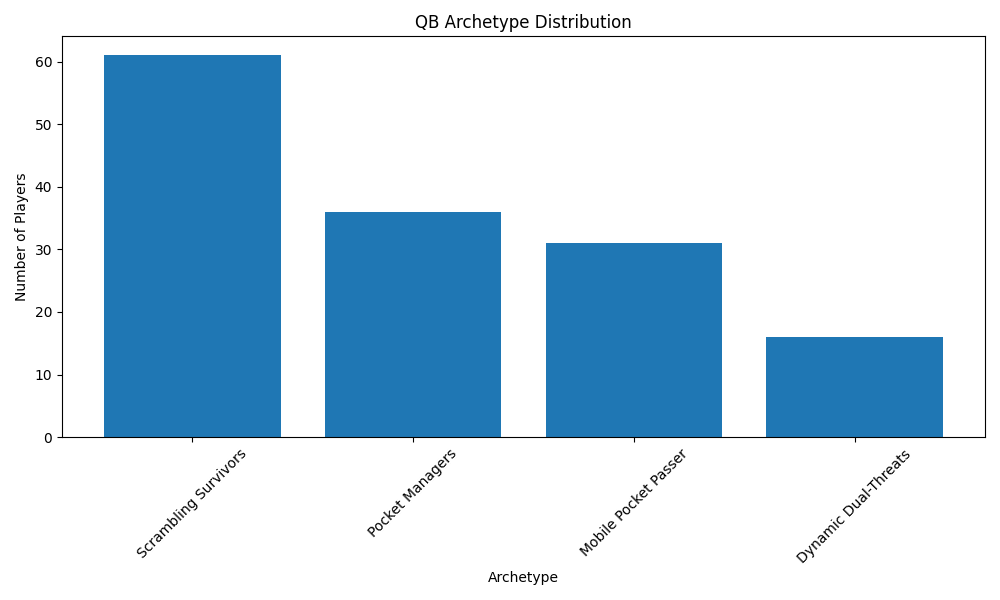 QB Archetype Distribution
Number of Players
60
50
40
30
20
10
0
Scrambling Survivors
Pocket Managers
Mobile Pocket Passer
Dynamic Dual-Threats
Archetype